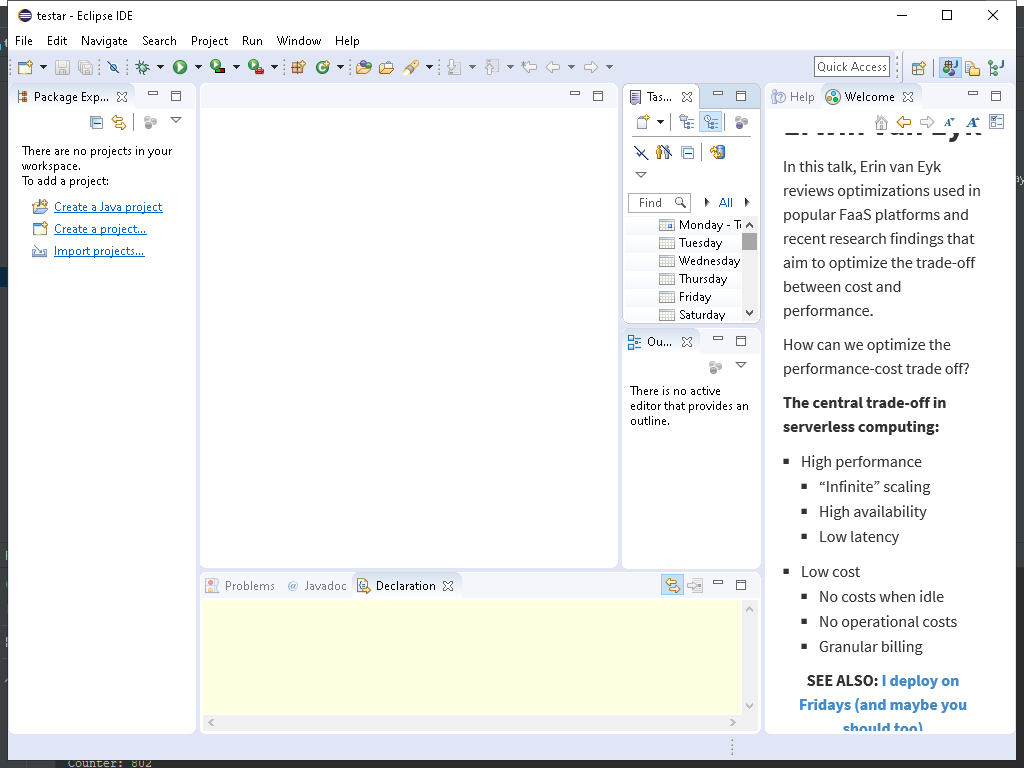 testar - Eclipse IDE
File Edit Navigate Search Project Run Window Help
Quick Access
Package Exp...
There are no projects in your
workspace.
To add a project:
Create a Java project
Create a project...
Import projects...
Tas...
Find
All
Monday - T
Tuesday
Wednesday
Thursday
Friday
Saturday
Ou...
There is no active
editor that provides an
outline.
Problems @ Javadoc Declaration
Help Welcome
In this talk, Erin van Eyk
reviews optimizations used in
popular FaaS platforms and
recent research findings that
aim to optimize the trade-off
between cost and
performance.
How can we optimize the
performance-cost trade off?
The central trade-off in
serverless computing:
High performance
“Infinite” scaling
High availability
Low latency
Low cost
No costs when idle
No operational costs
Granular billing
SEE ALSO: I deploy on
Fridays (and maybe you
should too)
Counter: 802